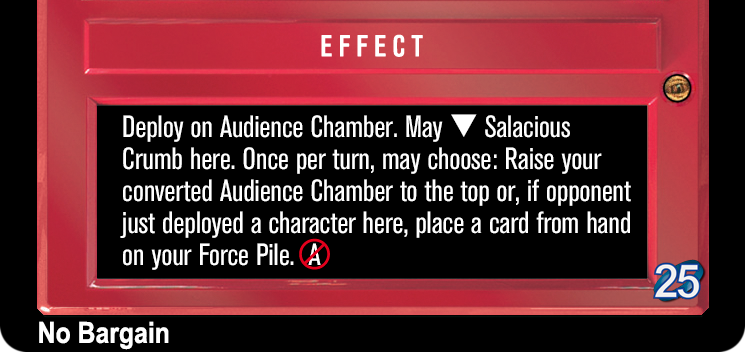 EFFECT
Deploy on Audience Chamber. May ▼ Salacious
Crumb here. Once per turn, may choose: Raise your
converted Audience Chamber to the top or, if opponent
just deployed a character here, place a card from hand
on your Force Pile. A
25
No Bargain